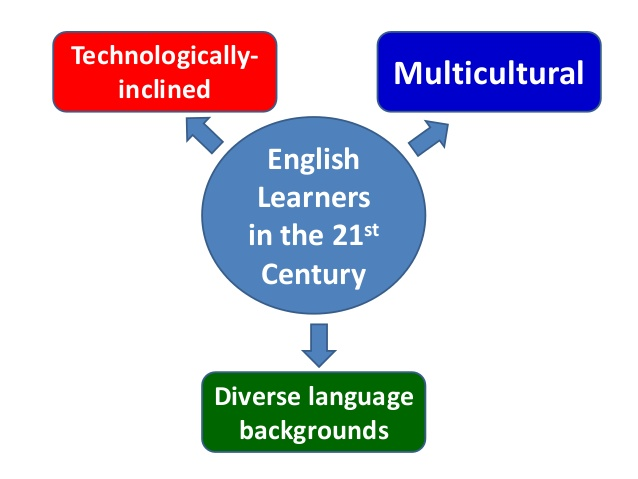 Technologically-
inclined
Multicultural
English
Learners
in the 21st
Century
Diverse language
backgrounds